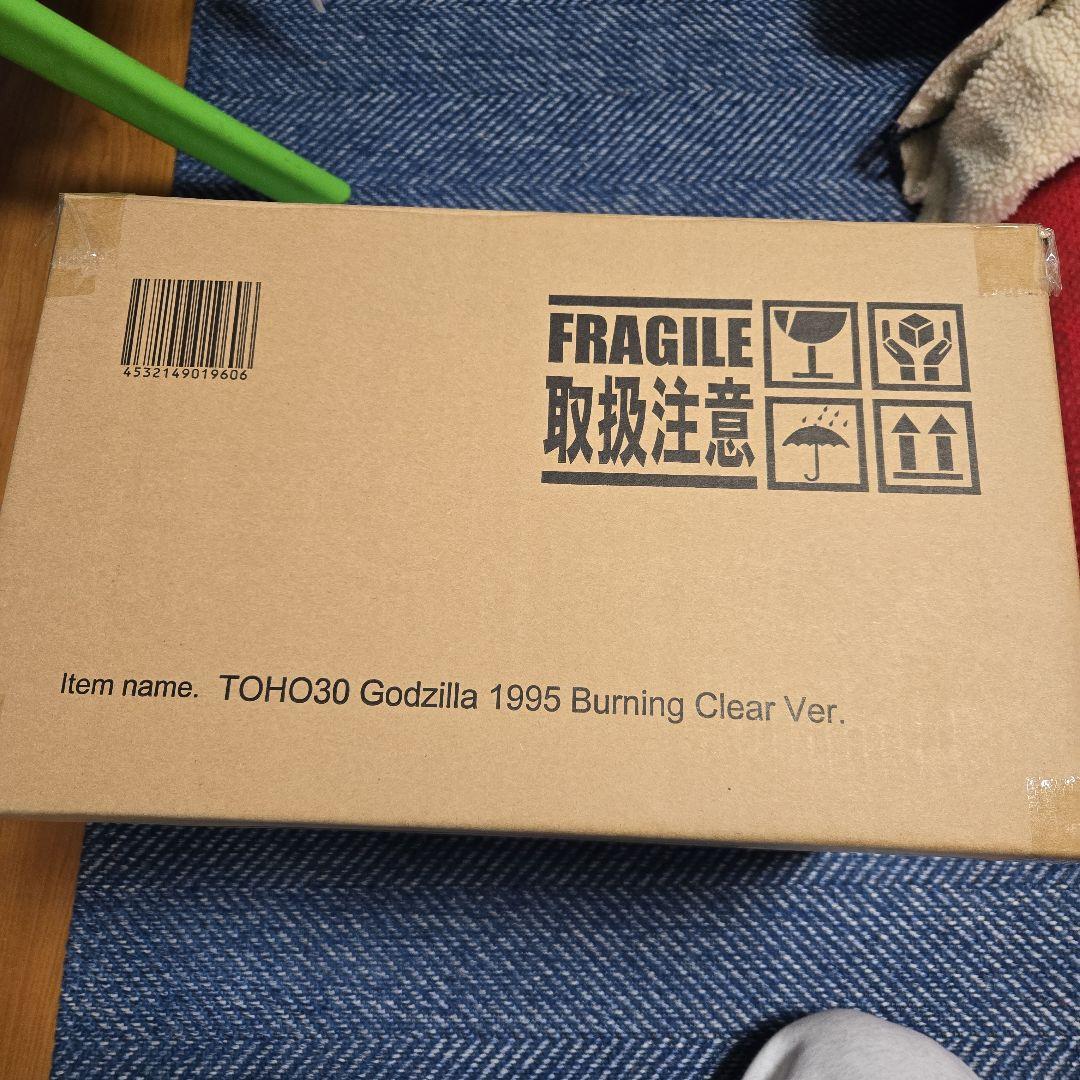 4532149019606
FRAGILE
取扱注意
Item name. TOHO30 Godzilla 1995 Burning Clear Ver.